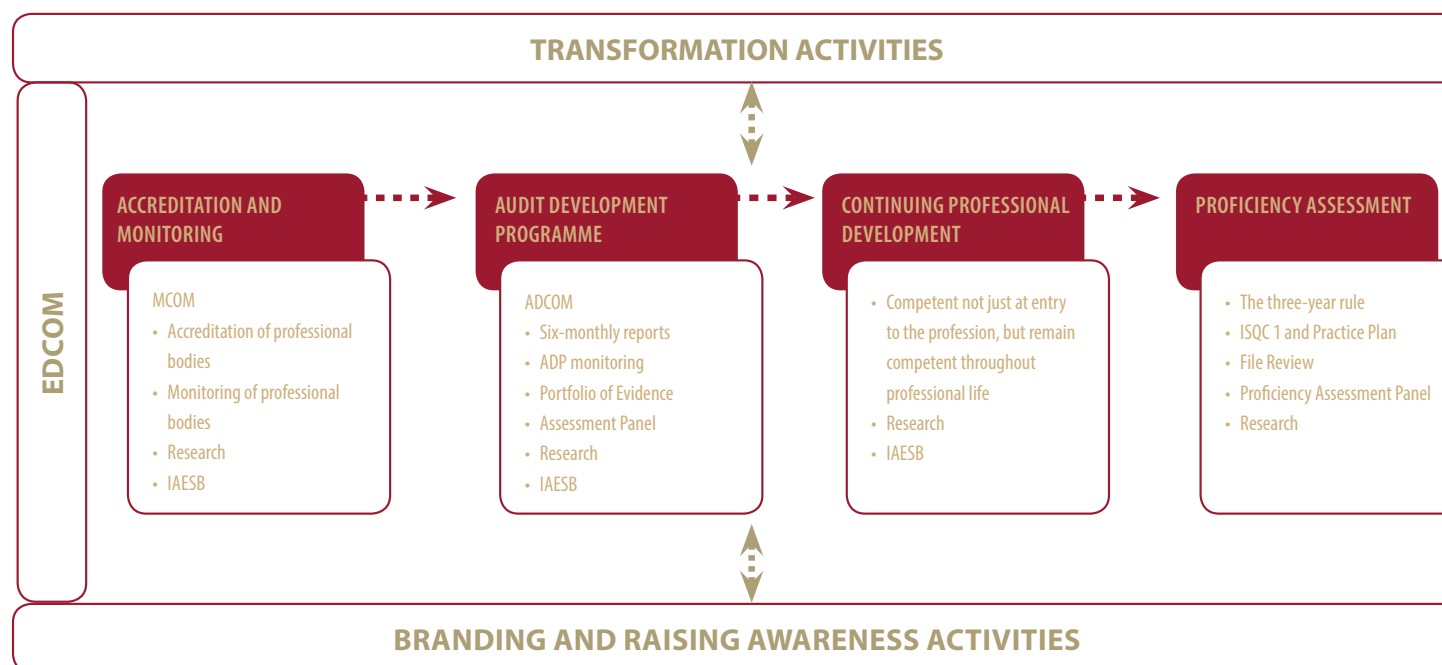 TRANSFORMATION ACTIVITIES
EDCOM
ACCREDITATION AND
MONITORING
MCOM
• Accreditation of professional
bodies
• Monitoring of professional
bodies
• Research
• IAESB
AUDIT DEVELOPMENT
PROGRAMME
ADCOM
• Six-monthly reports
• ADP monitoring
• Portfolio of Evidence
• Assessment Panel
• Research
• IAESB
CONTINUING PROFESSIONAL
DEVELOPMENT
• Competent not just at entry
to the profession, but remain
competent throughout
professional life
• Research
• IAESB
PROFICIENCY ASSESSMENT
• The three-year rule
• ISQC 1 and Practice Plan
• File Review
• Proficiency Assessment Panel
• Research
BRANDING AND RAISING AWARENESS ACTIVITIES